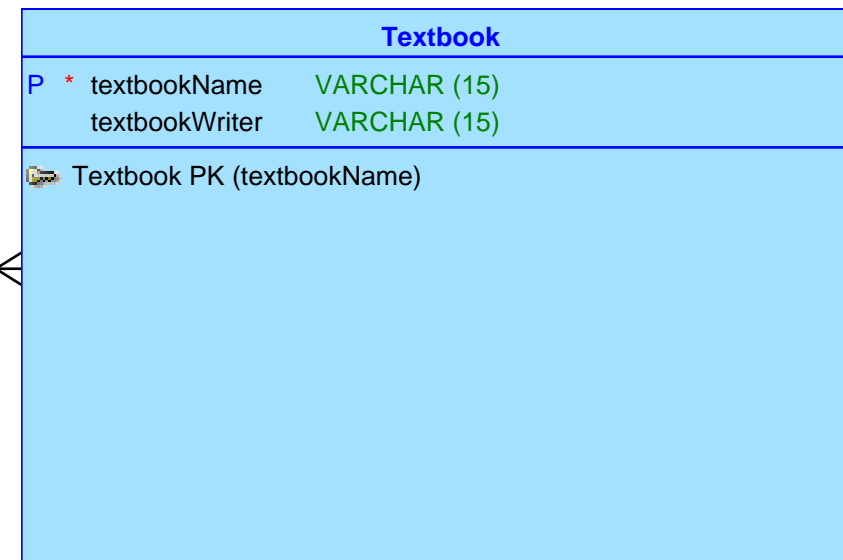 Textbook
P * textbookName VARCHAR (15)
textbookWriter VARCHAR (15)
Textbook PK (textbookName)